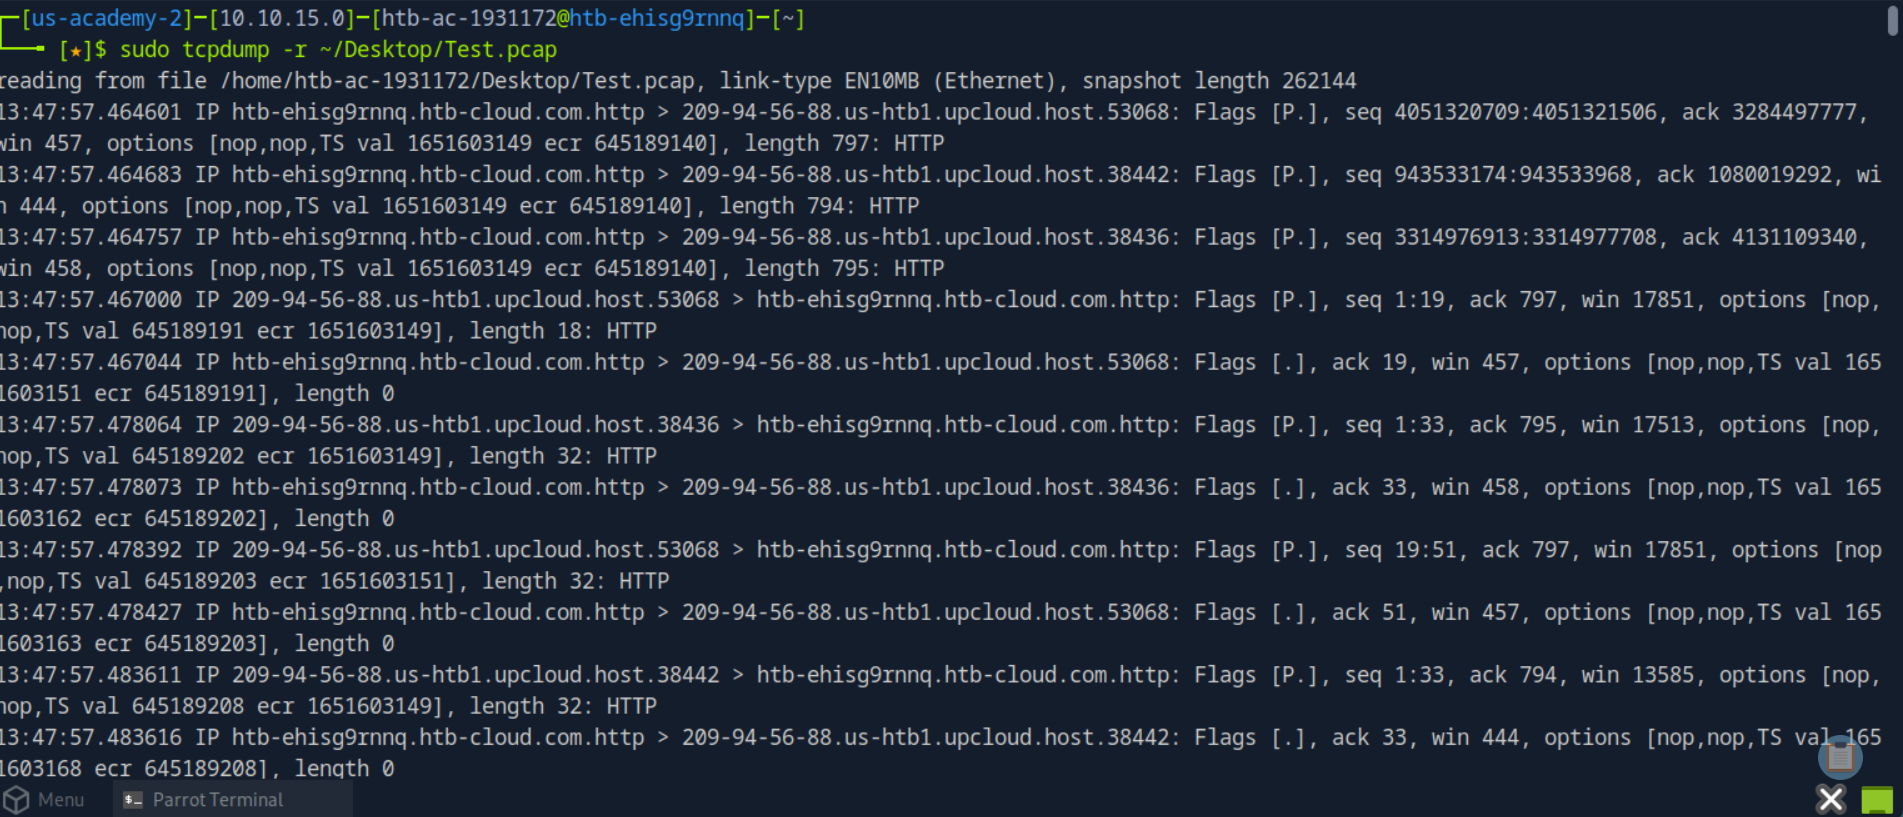 [us-academy-2]─[10.10.15.0]─[htb-ac-1931172@htb-ehisg9rnnq]─[~]
[★]$ sudo tcpdump -r ~/Desktop/Test.pcap
reading from file /home/htb-ac-1931172/Desktop/Test.pcap, link-type EN10MB (Ethernet), snapshot length 262144
13:47:57.464601 IP htb-ehisg9rnnq.htb-cloud.com.http > 209-94-56-88.us-htb1.upcloud.host.53068: Flags [P.], seq 4051320709:4051321506, ack 3284497777,
win 457, options [nop,nop,TS val 1651603149 ecr 645189140], length 797: HTTP
13:47:57.464683 IP htb-ehisg9rnnq.htb-cloud.com.http > 209-94-56-88.us-htb1.upcloud.host.38442: Flags [P.], seq 943533174:943533968, ack 1080019292, wi
n 444, options [nop,nop,TS val 1651603149 ecr 645189140], length 794: HTTP
13:47:57.464757 IP htb-ehisg9rnnq.htb-cloud.com.http > 209-94-56-88.us-htb1.upcloud.host.38436: Flags [P.], seq 3314976913:3314977708, ack 4131109340,
win 458, options [nop,nop,TS val 1651603149 ecr 645189140], length 795: HTTP
13:47:57.467000 IP 209-94-56-88.us-htb1.upcloud.host.53068 > htb-ehisg9rnnq.htb-cloud.com.http: Flags [P.], seq 1:19, ack 797, win 17851, options [nop,
nop,TS val 645189191 ecr 1651603149], length 18: HTTP
13:47:57.467044 IP htb-ehisg9rnnq.htb-cloud.com.http > 209-94-56-88.us-htb1.upcloud.host.53068: Flags [.], ack 19, win 457, options [nop,nop,TS val 165
1603151 ecr 645189191], length 0
13:47:57.478064 IP 209-94-56-88.us-htb1.upcloud.host.38436 > htb-ehisg9rnnq.htb-cloud.com.http: Flags [P.], seq 1:33, ack 795, win 17513, options [nop,
nop,TS val 645189202 ecr 1651603149], length 32: HTTP
13:47:57.478073 IP htb-ehisg9rnnq.htb-cloud.com.http > 209-94-56-88.us-htb1.upcloud.host.38436: Flags [.], ack 33, win 458, options [nop,nop,TS val 165
1603162 ecr 645189202], length 0
13:47:57.478392 IP 209-94-56-88.us-htb1.upcloud.host.53068 > htb-ehisg9rnnq.htb-cloud.com.http: Flags [P.], seq 19:51, ack 797, win 17851, options [nop
,nop,TS val 645189203 ecr 1651603151], length 32: HTTP
13:47:57.478427 IP htb-ehisg9rnnq.htb-cloud.com.http > 209-94-56-88.us-htb1.upcloud.host.53068: Flags [.], ack 51, win 457, options [nop,nop,TS val 165
1603163 ecr 645189203], length 0
13:47:57.483611 IP 209-94-56-88.us-htb1.upcloud.host.38442 > htb-ehisg9rnnq.htb-cloud.com.http: Flags [P.], seq 1:33, ack 794, win 13585, options [nop,
nop,TS val 645189208 ecr 1651603149], length 32: HTTP
13:47:57.483616 IP htb-ehisg9rnnq.htb-cloud.com.http > 209-94-56-88.us-htb1.upcloud.host.38442: Flags [.], ack 33, win 444, options [nop,nop,TS val 165
1603168 ecr 645189208], length 0
Menu
Parrot Terminal